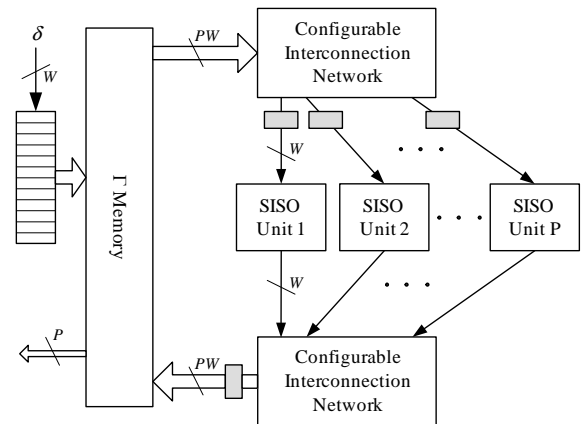 δ
W
PW
Configurable
Interconnection
Network
W
. . .
Γ Memory
SISO
Unit 1
SISO
Unit 2
. . .
SISO
Unit P
W
. . .
P
PW
Configurable
Interconnection
Network